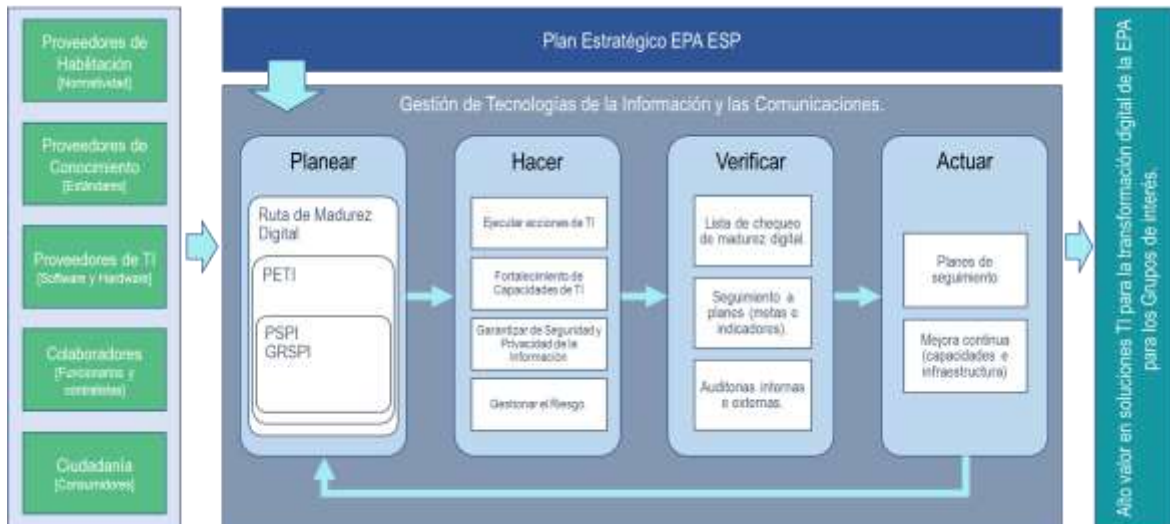 Proveedores de
Habilitación
[Normatividad]
Proveedores de
Conocimiento
[Estándares]
Proveedores de TI
[Software y Hardware]
Colaboradores
(Funcionarios y
contratistas)
Ciudadanía
[Consumidores]
Plan Estratégico EPA ESP
Gestión de Tecnologías de la Información y las Comunicaciones.
Planear
Ruta de Madurez
Digital
PETI
PSPI
GRSPI
Hacer
Ejecutar acciones de TI
Fortalecimiento de
Capacidades de TI
Garantizar de Seguridad y
Privacidad de la
Información
Gestionar el Riesgo
Verificar
Lista de chequeo
de madurez digital.
Seguimiento a
planes (metas e
indicadores).
Auditorias internas
e externas.
Actuar
Planes de
seguimiento
Mejora continua
(capacidades e
infraestructura)
Alto valor en soluciones TI para la transformación digital de la EPA
para los Grupos de interés.